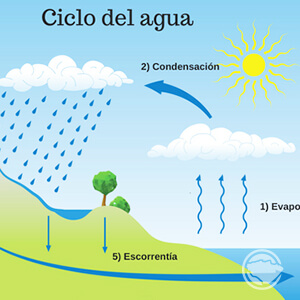 Ciclo del agua
2) Condensación
1) Evapo
5) Escorrentía